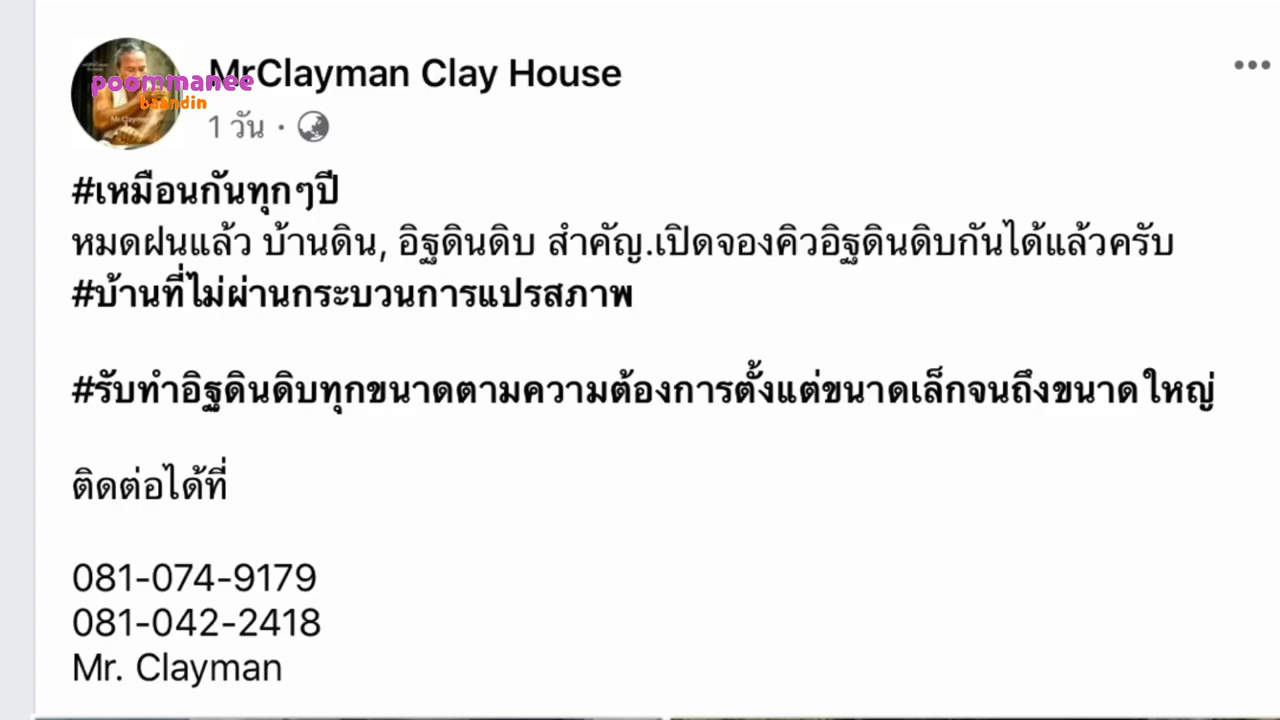 MrClayman Clay House
poommanee
baandin
1 วัน ·
#เหมือนกันทุกๆปี
หมดฝนแล้ว บ้านดิน, อิฐดินดิบ สำคัญ.เปิดจองคิวอิฐดินดิบกันได้แล้วครับ
#บ้านที่ไม่ผ่านกระบวนการแปรสภาพ
#รับทำอิฐดินดิบทุกขนาดตามความต้องการตั้งแต่ขนาดเล็กจนถึงขนาดใหญ่
ติดต่อได้ที่
081-074-9179
081-042-2418
Mr. Clayman